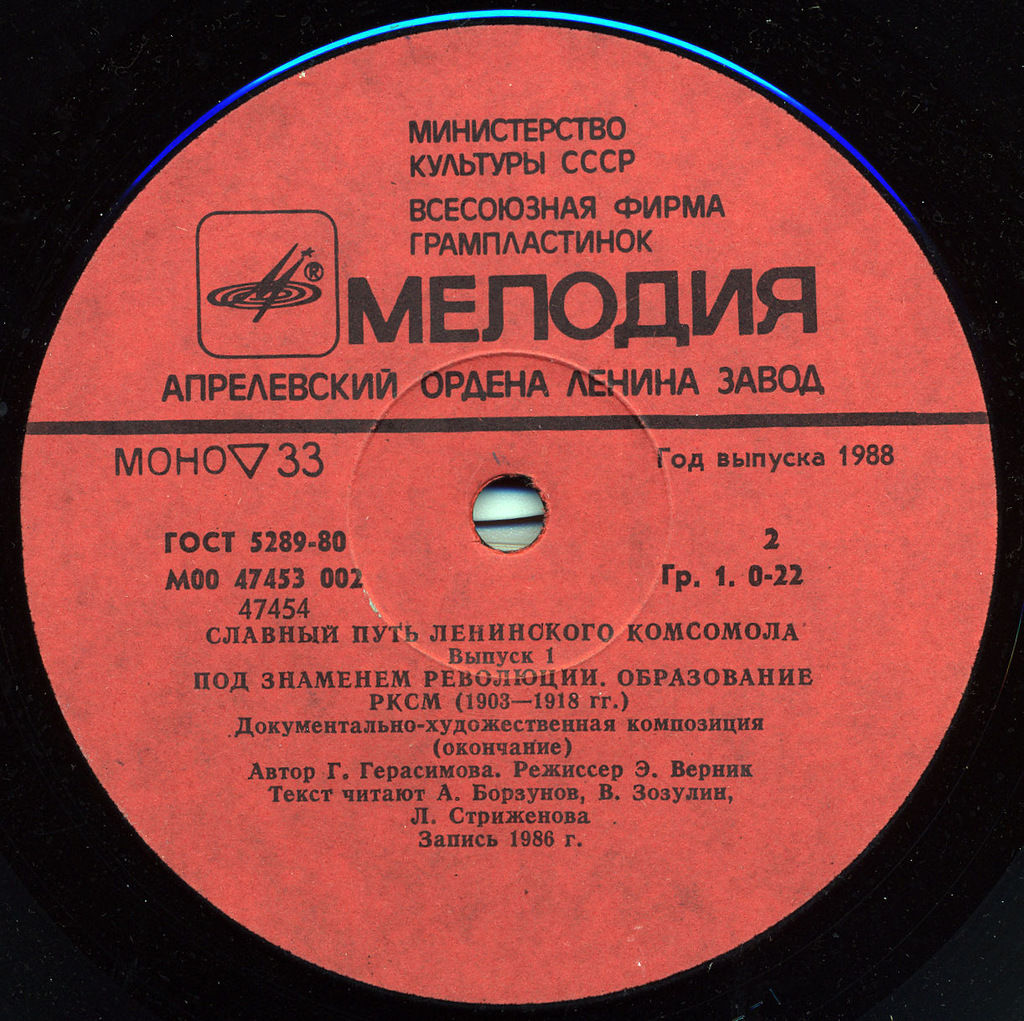 МИНИСТЕРСТВО
КУЛЬТУРЫ СССР
ВСЕСОЮЗНАЯ ФИРМА
ГРАМПЛАСТИНОК
®
МЕЛОДИЯ
АПРЕЛЕВСКИЙ ОРДЕНА ЛЕНИНА ЗАВОД
МОНО▽33
Год выпуска 1988
ГОСТ 5289-80
2
М00 47453 002
Гр. 1. 0-22
47454
СЛАВНЫЙ ПУТЬ ЛЕНИНСКОГО КОМСОМОЛА
Выпуск 1
ПОД ЗНАМЕНЕМ РЕВОЛЮЦИИ. ОБРАЗОВАНИЕ
РКСМ (1903—1918 гг.)
Документально-художественная композиция
(окончание)
Автор Г. Герасимова. Режиссер Э. Верник
Текст читают А. Борзунов, В. Зозулин,
Л. Стриженова
Запись 1986 г.